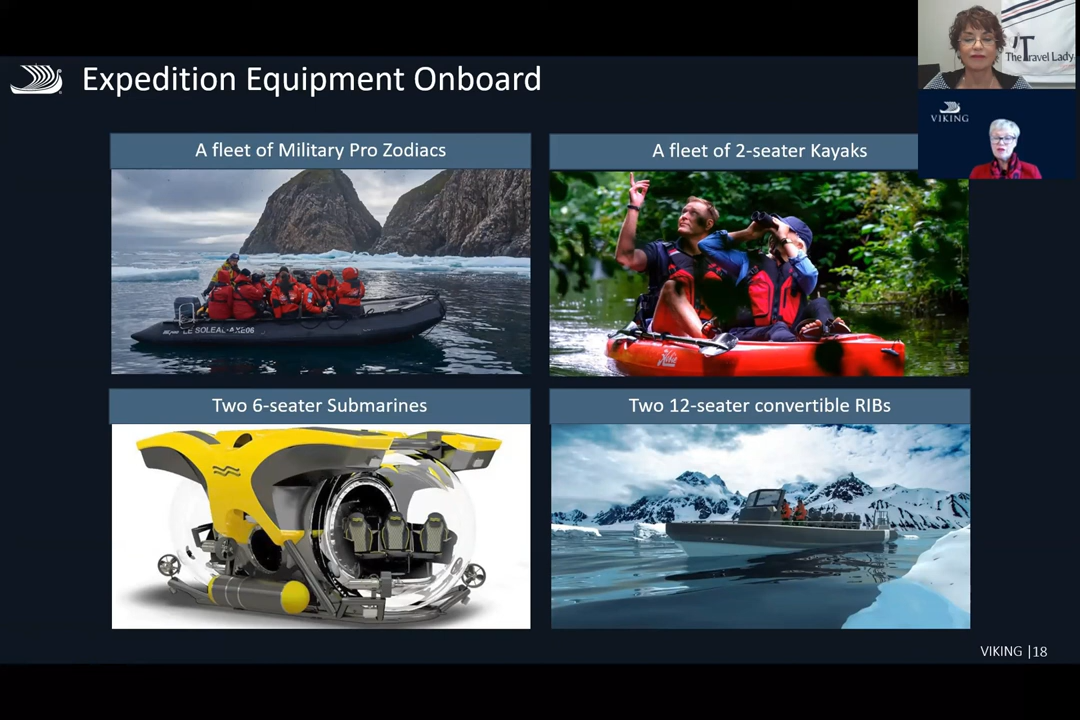 Expedition Equipment Onboard
'T
The Travel Lady
VIKING
A fleet of Military Pro Zodiacs
A fleet of 2-seater Kayaks
LE SOLEAL-AXE06
Two 6-seater Submarines
Two 12-seater convertible RIBs
VIKING |18